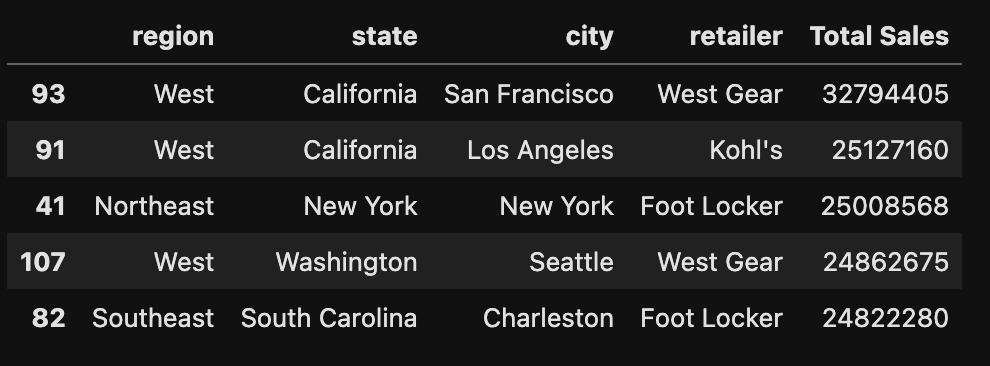 region state city retailer Total Sales
93 West California San Francisco West Gear 32794405
91 West California Los Angeles Kohl's 25127160
41 Northeast New York New York Foot Locker 25008568
107 West Washington Seattle West Gear 24862675
82 Southeast South Carolina Charleston Foot Locker 24822280